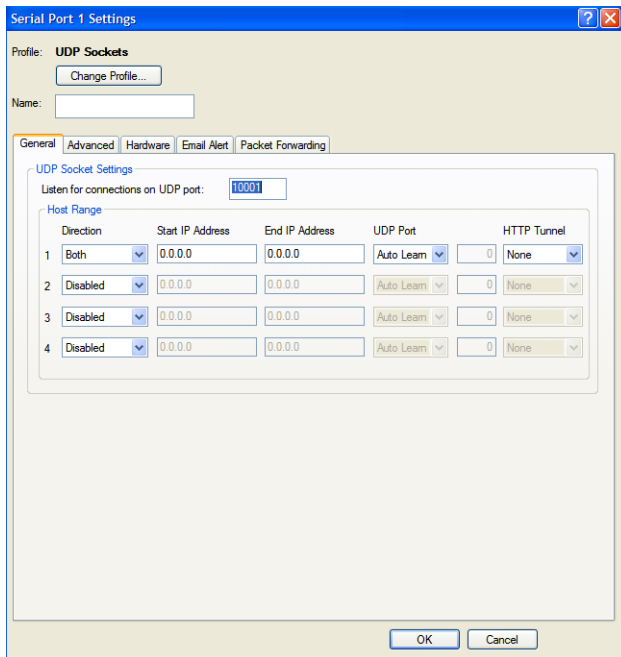 Serial Port 1 Settings
Profile: UDP Sockets
Change Profile...
Name:
General Advanced Hardware Email Alert Packet Forwarding
UDP Socket Settings
Listen for connections on UDP port: 10001
Host Range
Direction Start IP Address End IP Address UDP Port HTTP Tunnel
1 Both 0.0.0.0 0.0.0.0 Auto Learn 0 None
2 Disabled 0.0.0.0 0.0.0.0 Auto Learn 0 None
3 Disabled 0.0.0.0 0.0.0.0 Auto Learn 0 None
4 Disabled 0.0.0.0 0.0.0.0 Auto Learn 0 None
OK Cancel